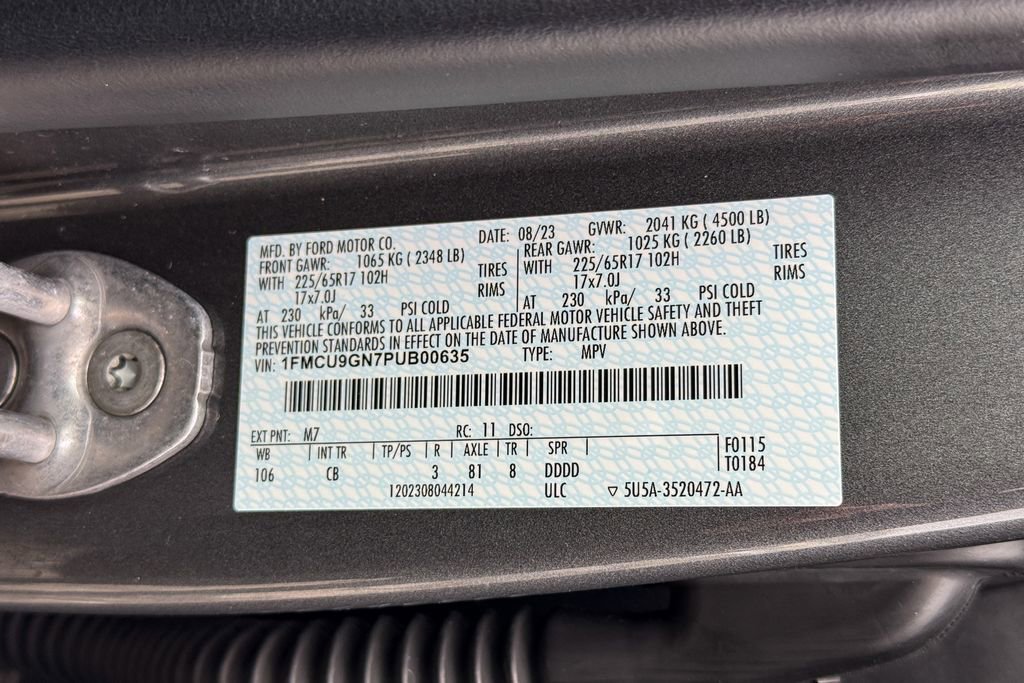 MFD. BY FORD MOTOR CO. DATE: 08/23 GVWR: 2041 KG ( 4500 LB)
FRONT GAWR: 1065 KG ( 2348 LB) REAR GAWR: 1025 KG ( 2260 LB)
WITH 225/65R17 102H TIRES WITH 225/65R17 102H TIRES
17x7.0J RIMS 17x7.0J RIMS
AT 230 kPa/ 33 PSI COLD AT 230 kPa/ 33 PSI COLD
THIS VEHICLE CONFORMS TO ALL APPLICABLE FEDERAL MOTOR VEHICLE SAFETY AND THEFT
PREVENTION STANDARDS IN EFFECT ON THE DATE OF MANUFACTURE SHOWN ABOVE.
VIN: 1FMCU9GN7PUB00635 TYPE: MPV
EXT PNT: M7 RC: 11 DSO:
WB INT TR TP/PS R AXLE TR SPR F0115
106 CB 3 81 8 DDDD T0184
1202308044214 ULC ▽ 5U5A-3520472-AA